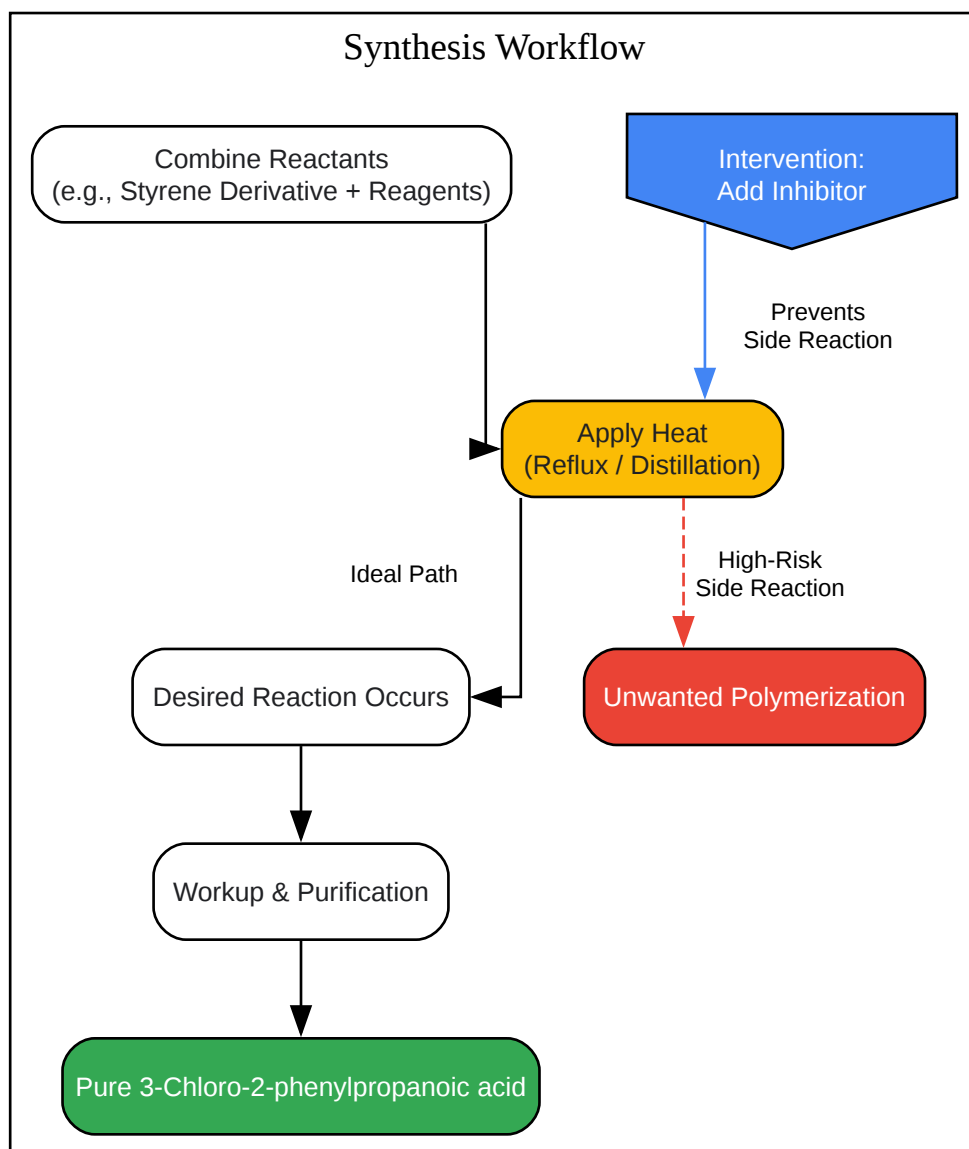 Synthesis Workflow
Combine Reactants
(e.g., Styrene Derivative + Reagents)
Intervention:
Add Inhibitor
Prevents
Side Reaction
Apply Heat
(Reflux / Distillation)
Ideal Path
High-Risk
Side Reaction
Desired Reaction Occurs
Unwanted Polymerization
Workup & Purification
Pure 3-Chloro-2-phenylpropanoic acid